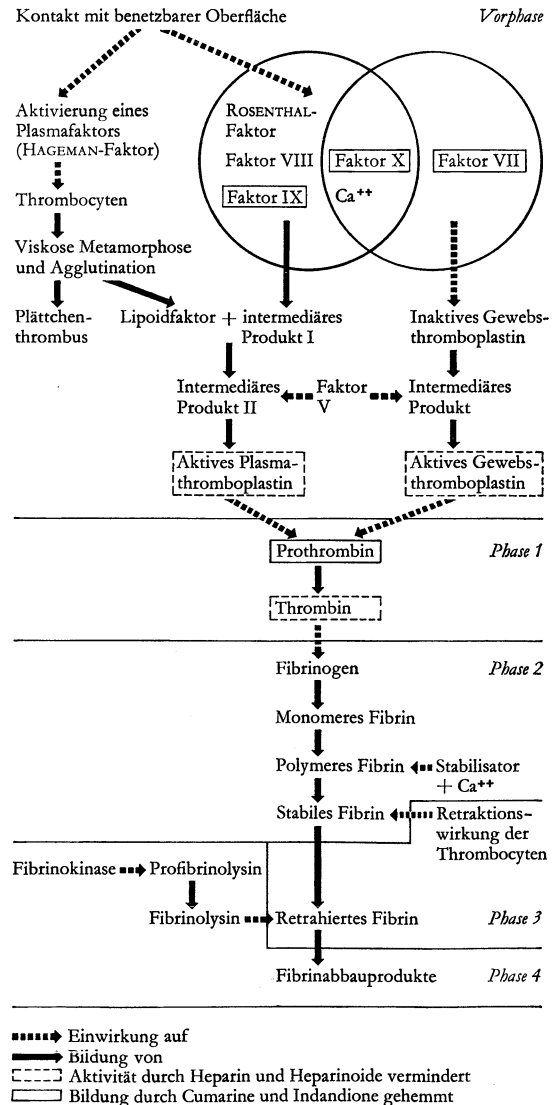 Kontakt mit benetzbarer Oberfläche
Vorphase
Aktivierung eines
Plasmafaktors
(HAGEMAN-Faktor)
ROSENTHAL-
Faktor
Faktor VIII
Faktor X
Faktor VII
Faktor IX
Ca⁺⁺
Thrombocyten
Viskose Metamorphose
und Agglutination
Plättchen-
thrombus
Lipoidfaktor + intermediäres
Produkt I
Inaktives Gewebs-
thromboplastin
Intermediäres
Produkt II
Faktor
V
Intermediäres
Produkt
Aktives Plasma-
thromboplastin
Aktives Gewebs-
thromboplastin
Prothrombin
Phase 1
Thrombin
Fibrinogen
Phase 2
Monomeres Fibrin
Polymeres Fibrin
Stabilisator
+ Ca⁺⁺
Stabiles Fibrin
Retraktions-
wirkung der
Thrombocyten
Fibrinokinase
Profibrinolysin
Fibrinolysin
Retrahiertes Fibrin
Phase 3
Fibrinabbauprodukte
Phase 4
Einwirkung auf
Bildung von
Aktivität durch Heparin und Heparinoide vermindert
Bildung durch Cumarine und Indandione gehemmt